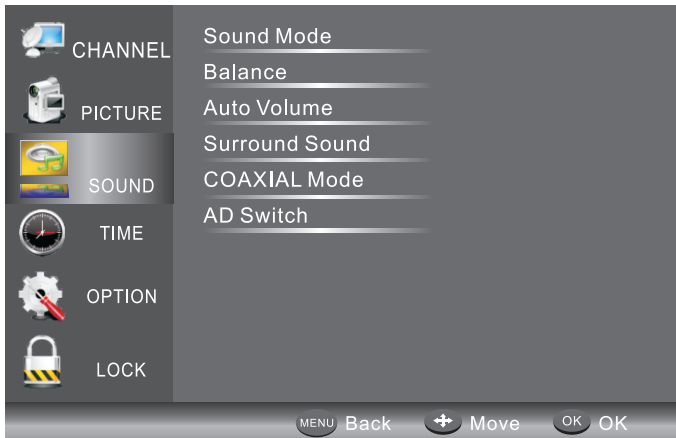 CHANNEL
PICTURE
SOUND
TIME
OPTION
LOCK
Sound Mode
Balance
Auto Volume
Surround Sound
COAXIAL Mode
AD Switch
MENU Back
Move
OK OK